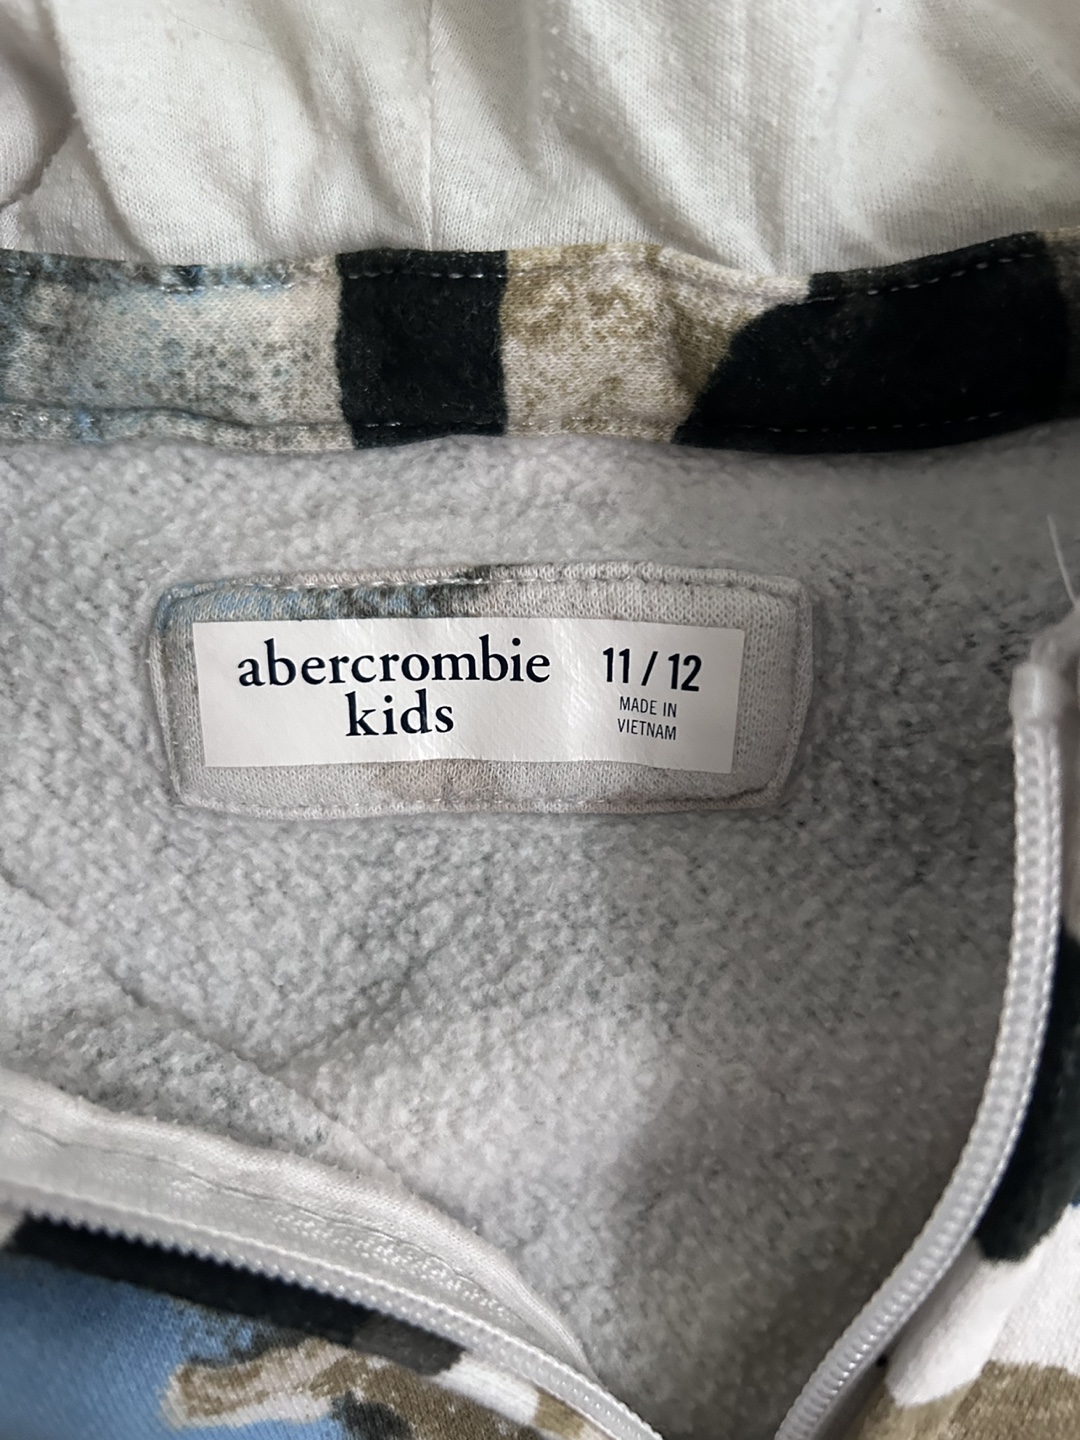 abercrombie
kids
11 / 12
MADE IN
VIETNAM